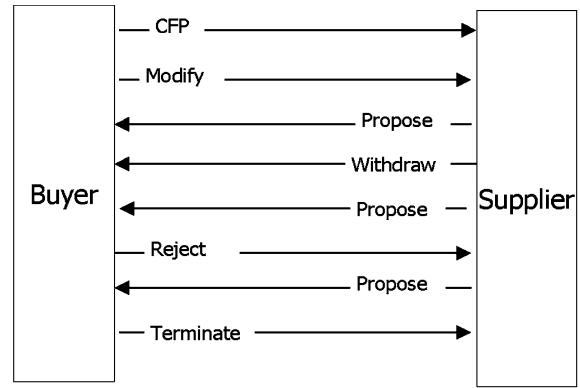 CFP
Modify
Propose
Withdraw
Buyer
Supplier
Propose
Reject
Propose
Terminate